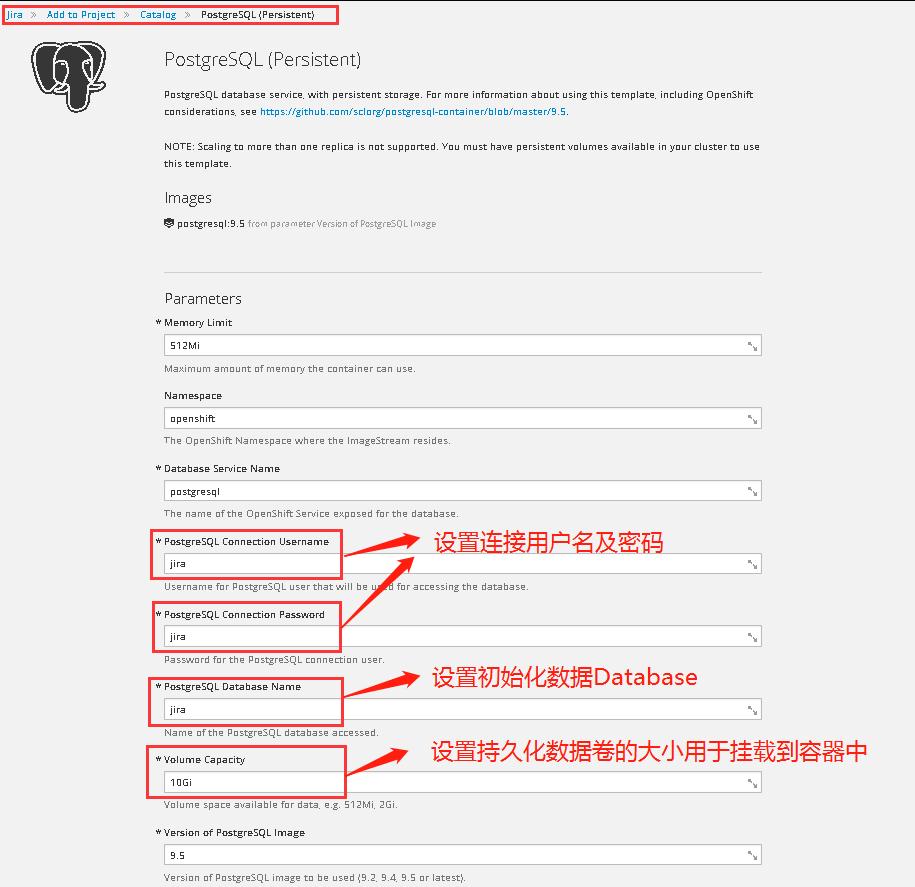 Jira » Add to Project » Catalog » PostgreSQL (Persistent)
PostgreSQL (Persistent)
PostgreSQL database service, with persistent storage. For more information about using this template, including OpenShift
considerations, see https://github.com/sclorg/postgresql-container/blob/master/9.5.
NOTE: Scaling to more than one replica is not supported. You must have persistent volumes available in your cluster to use
this template.
Images
postgresql:9.5 from parameter Version of PostgreSQL Image
Parameters
* Memory Limit
512Mi
Maximum amount of memory the container can use.
Namespace
openshift
The OpenShift Namespace where the ImageStream resides.
* Database Service Name
postgresql
The name of the OpenShift Service exposed for the database.
* PostgreSQL Connection Username
设置连接用户名及密码
jira
Username for PostgreSQL user that will be used for accessing the database.
* PostgreSQL Connection Password
jira
Password for the PostgreSQL connection user.
* PostgreSQL Database Name
设置初始化数据Database
jira
Name of the PostgreSQL database accessed.
* Volume Capacity
设置持久化数据卷的大小用于挂载到容器中
10Gi
Volume space available for data, e.g. 512Mi, 2Gi.
* Version of PostgreSQL Image
9.5
Version of PostgreSQL image to be used (9.2, 9.4, 9.5 or latest).